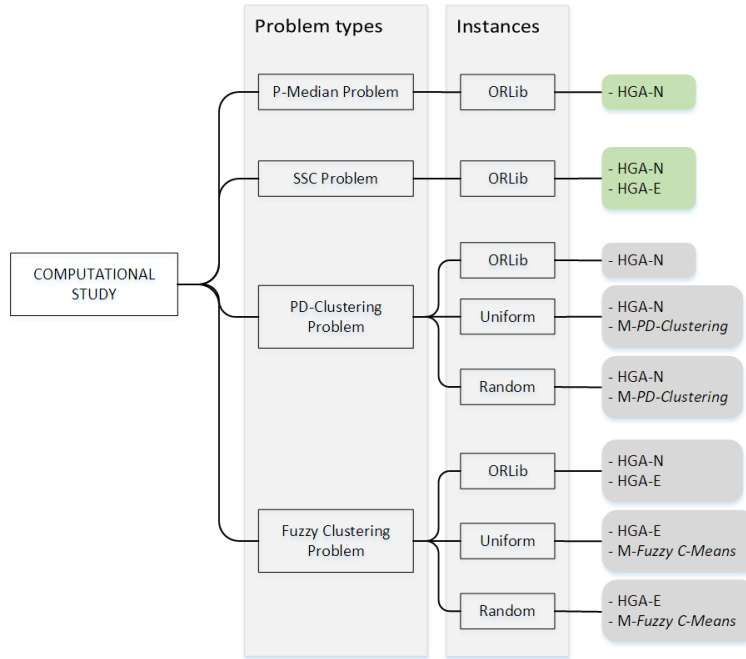 Problem types
Instances
P-Median Problem
ORLib
- HGA-N
SSC Problem
ORLib
- HGA-N
- HGA-E
COMPUTATIONAL
STUDY
PD-Clustering
Problem
ORLib
- HGA-N
Uniform
- HGA-N
- M-PD-Clustering
Random
- HGA-N
- M-PD-Clustering
Fuzzy Clustering
Problem
ORLib
- HGA-N
- HGA-E
Uniform
- HGA-E
- M-Fuzzy C-Means
Random
- HGA-E
- M-Fuzzy C-Means